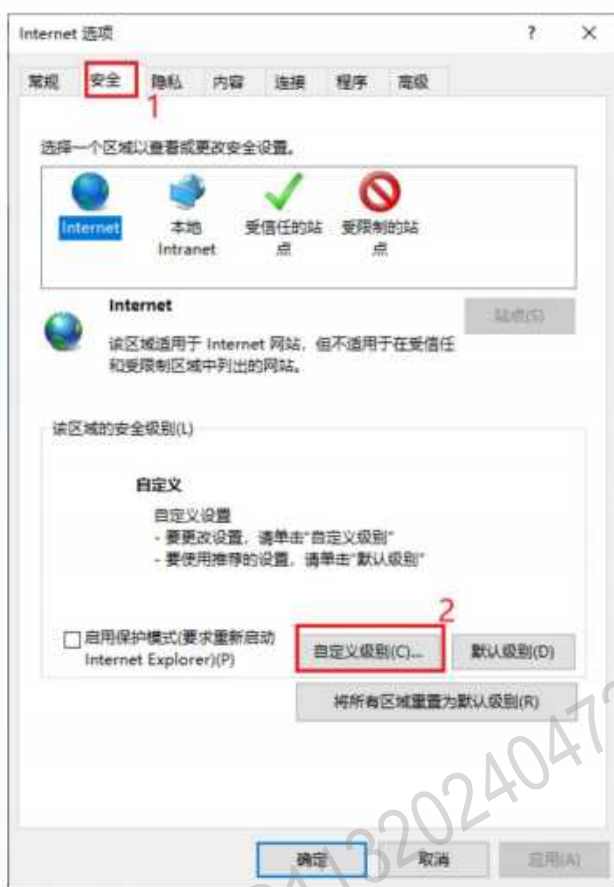 Internet 选项
? ×
常规 安全 隐私 内容 连接 程序 高级
1
选择一个区域以查看或更改安全设置。
Internet 本地 受信任的站 受限制的站
Intranet 点 点
Internet
站点(S)
该区域适用于 Internet 网站，但不适用于在受信任
和受限制区域中列出的网站。
该区域的安全级别(L)
自定义
自定义设置
- 要更改设置，请单击"自定义级别"
- 要使用推荐的设置，请单击"默认级别"
2
启用保护模式(要求重新启动
Internet Explorer)(P)
自定义级别(C)... 默认级别(D)
将所有区域重置为默认级别(R)
确定 取消 应用(A)